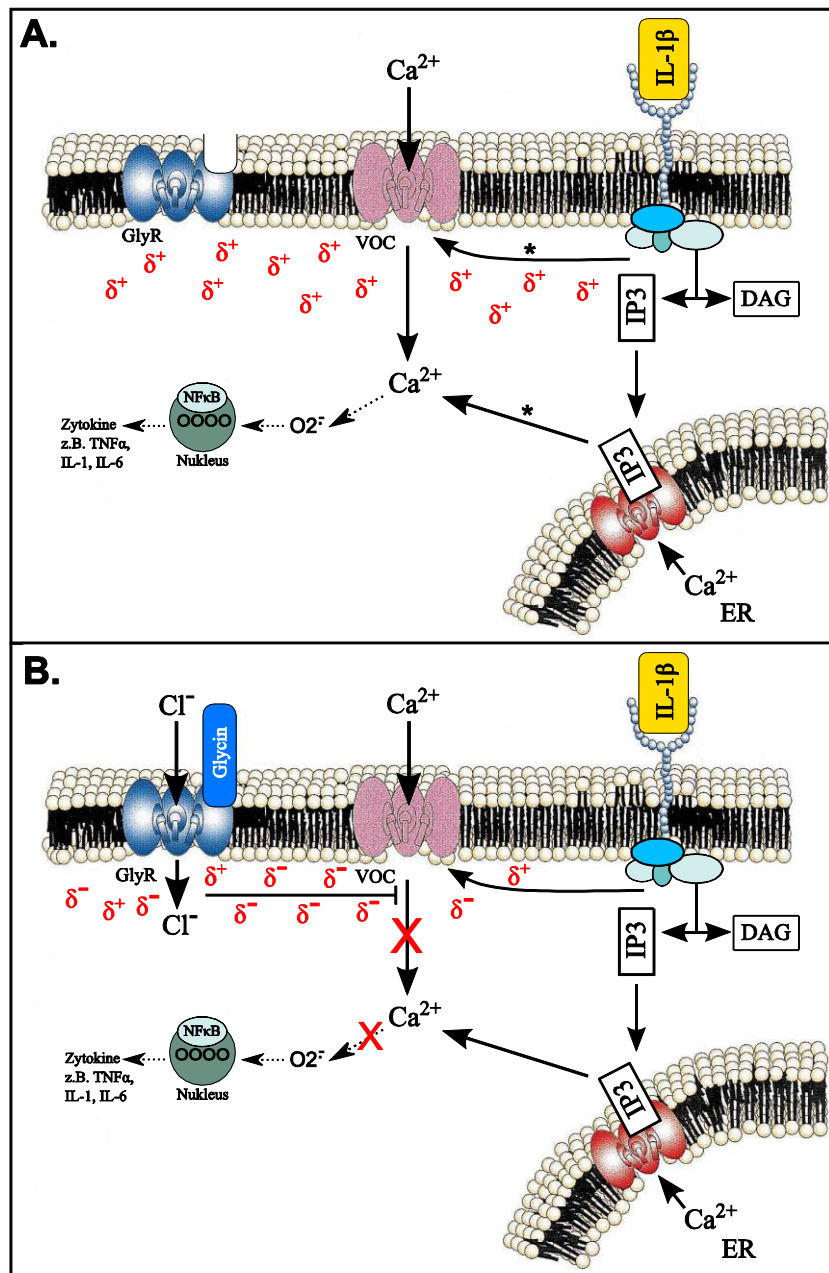 A.
IL-1β
Ca²⁺
GlyR
VOC
*
δ⁺
δ⁺
δ⁺
δ⁺
δ⁺
δ⁺
δ⁺
δ⁺
δ⁺
δ⁺
δ⁺
δ⁺
IP3
DAG
Ca²⁺
*
NFκB
OOOO
O2⁻̇
Zytokine
z.B. TNFα,
IL-1, IL-6
Nukleus
IP3
Ca²⁺
ER
B.
IL-1β
Cl⁻
Ca²⁺
Glycin
GlyR
VOC
δ⁺
δ⁻
δ⁻
δ⁺
δ⁻
δ⁺
δ⁻
δ⁻
δ⁻
δ⁻
δ⁻
Cl⁻
X
IP3
DAG
Ca²⁺
X
NFκB
OOOO
O2⁻̇
Zytokine
z.B. TNFα,
IL-1, IL-6
Nukleus
IP3
Ca²⁺
ER